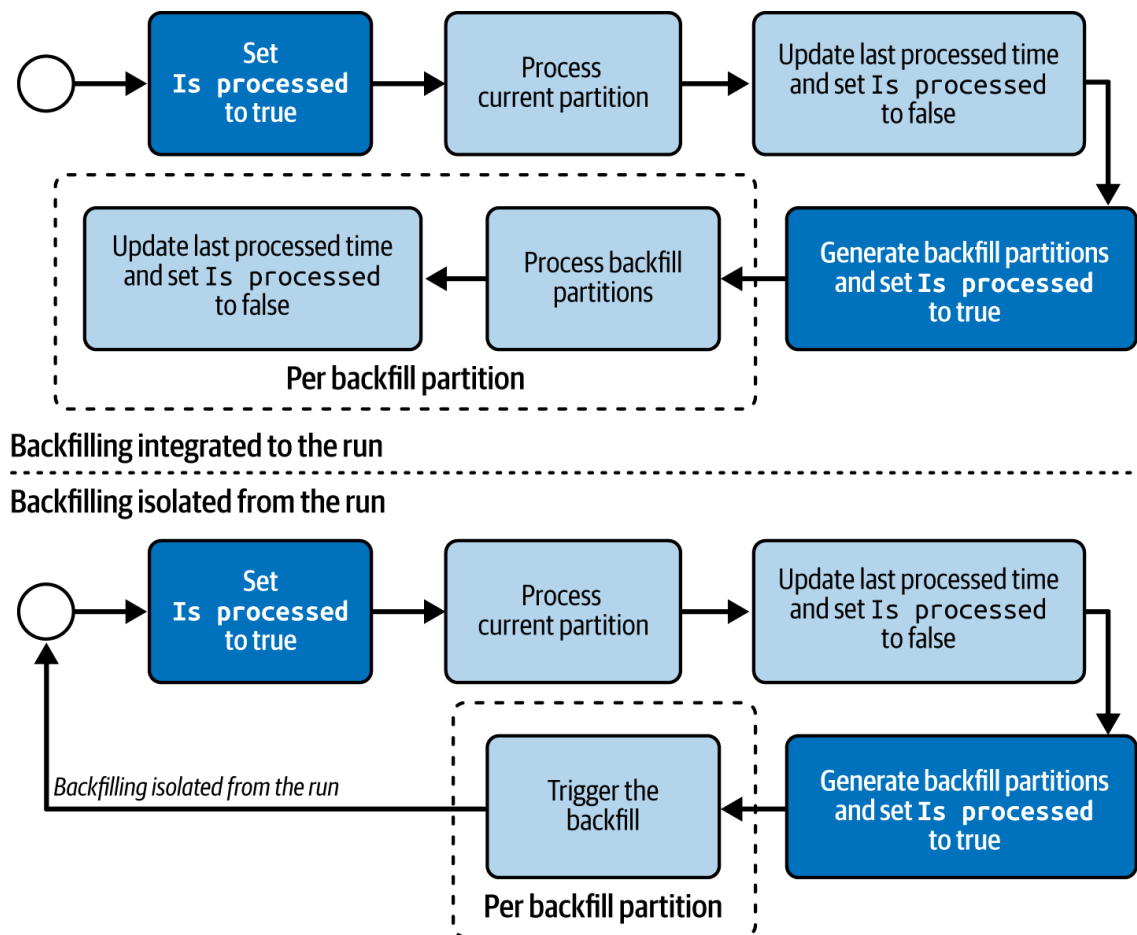 Set
Is processed
to true
Process
current partition
Update last processed time
and set Is processed
to false
Generate backfill partitions
and set Is processed
to true
Process backfill
partitions
Update last processed time
and set Is processed
to false
Per backfill partition
Backfilling integrated to the run
Backfilling isolated from the run
Set
Is processed
to true
Process
current partition
Update last processed time
and set Is processed
to false
Generate backfill partitions
and set Is processed
to true
Trigger the
backfill
Backfilling isolated from the run
Per backfill partition